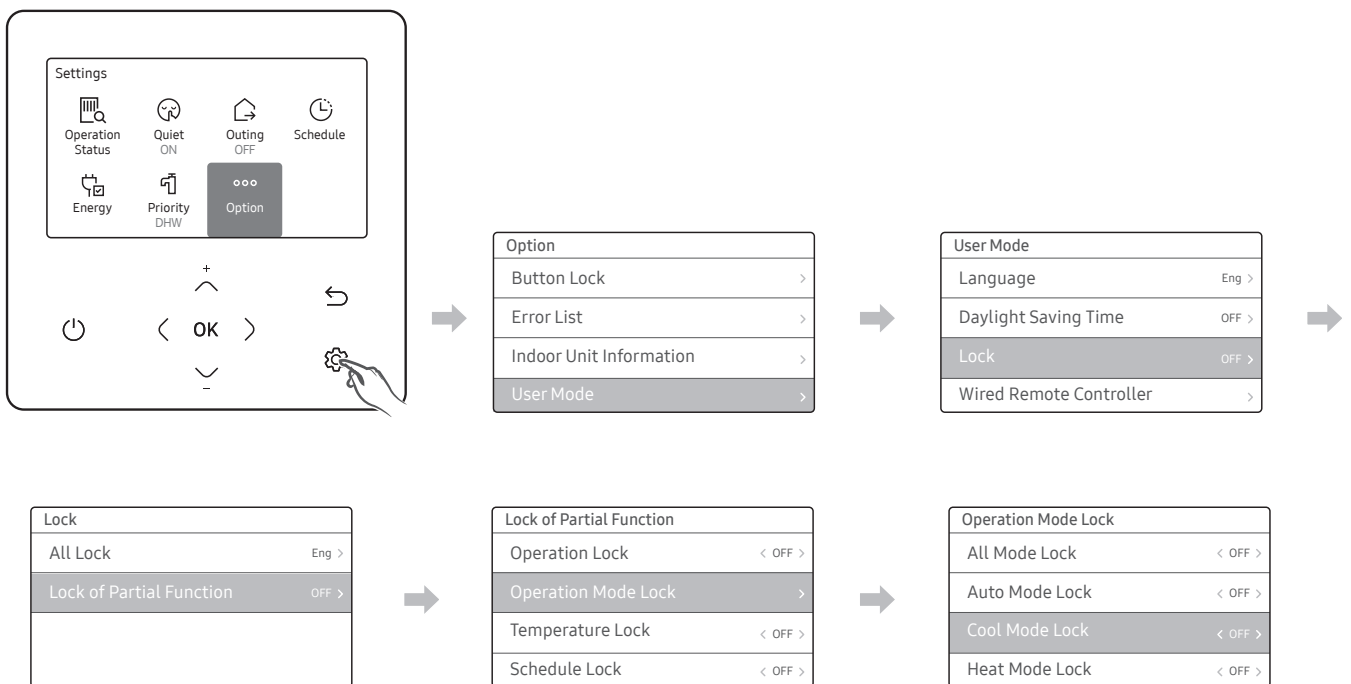 Settings
Operation Status
Quiet
ON
Outing
OFF
Schedule
Energy
Priority
DHW
Option
+
OK
-
Option
Button Lock >
Error List >
Indoor Unit Information >
User Mode >
User Mode
Language Eng >
Daylight Saving Time OFF >
Lock OFF >
Wired Remote Controller >
Lock
All Lock Eng >
Lock of Partial Function OFF >
Lock of Partial Function
Operation Lock < OFF >
Operation Mode Lock >
Temperature Lock < OFF >
Schedule Lock < OFF >
Operation Mode Lock
All Mode Lock < OFF >
Auto Mode Lock < OFF >
Cool Mode Lock < OFF >
Heat Mode Lock < OFF >